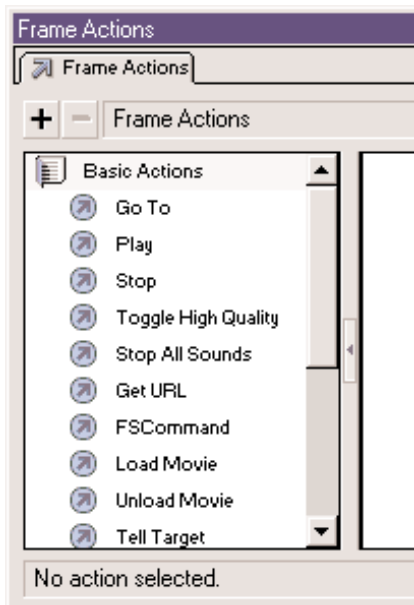 Frame Actions
Frame Actions
Frame Actions
Basic Actions
Go To
Play
Stop
Toggle High Quality
Stop All Sounds
Get URL
FSCommand
Load Movie
Unload Movie
Tell Target
No action selected.